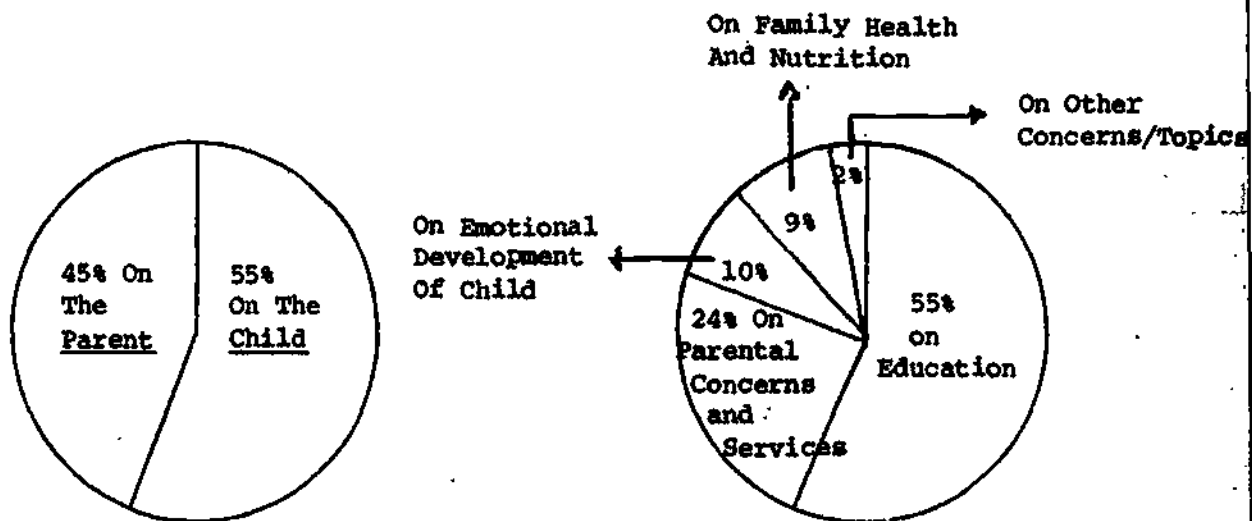 On Family Health
And Nutrition
On Other
Concerns/Topics
45% On
The
Parent
55%
On The
Child
On Emotional
Development
Of Child
2%
9%
10%
24% On
Parental
Concerns
and
Services
55%
on
Education